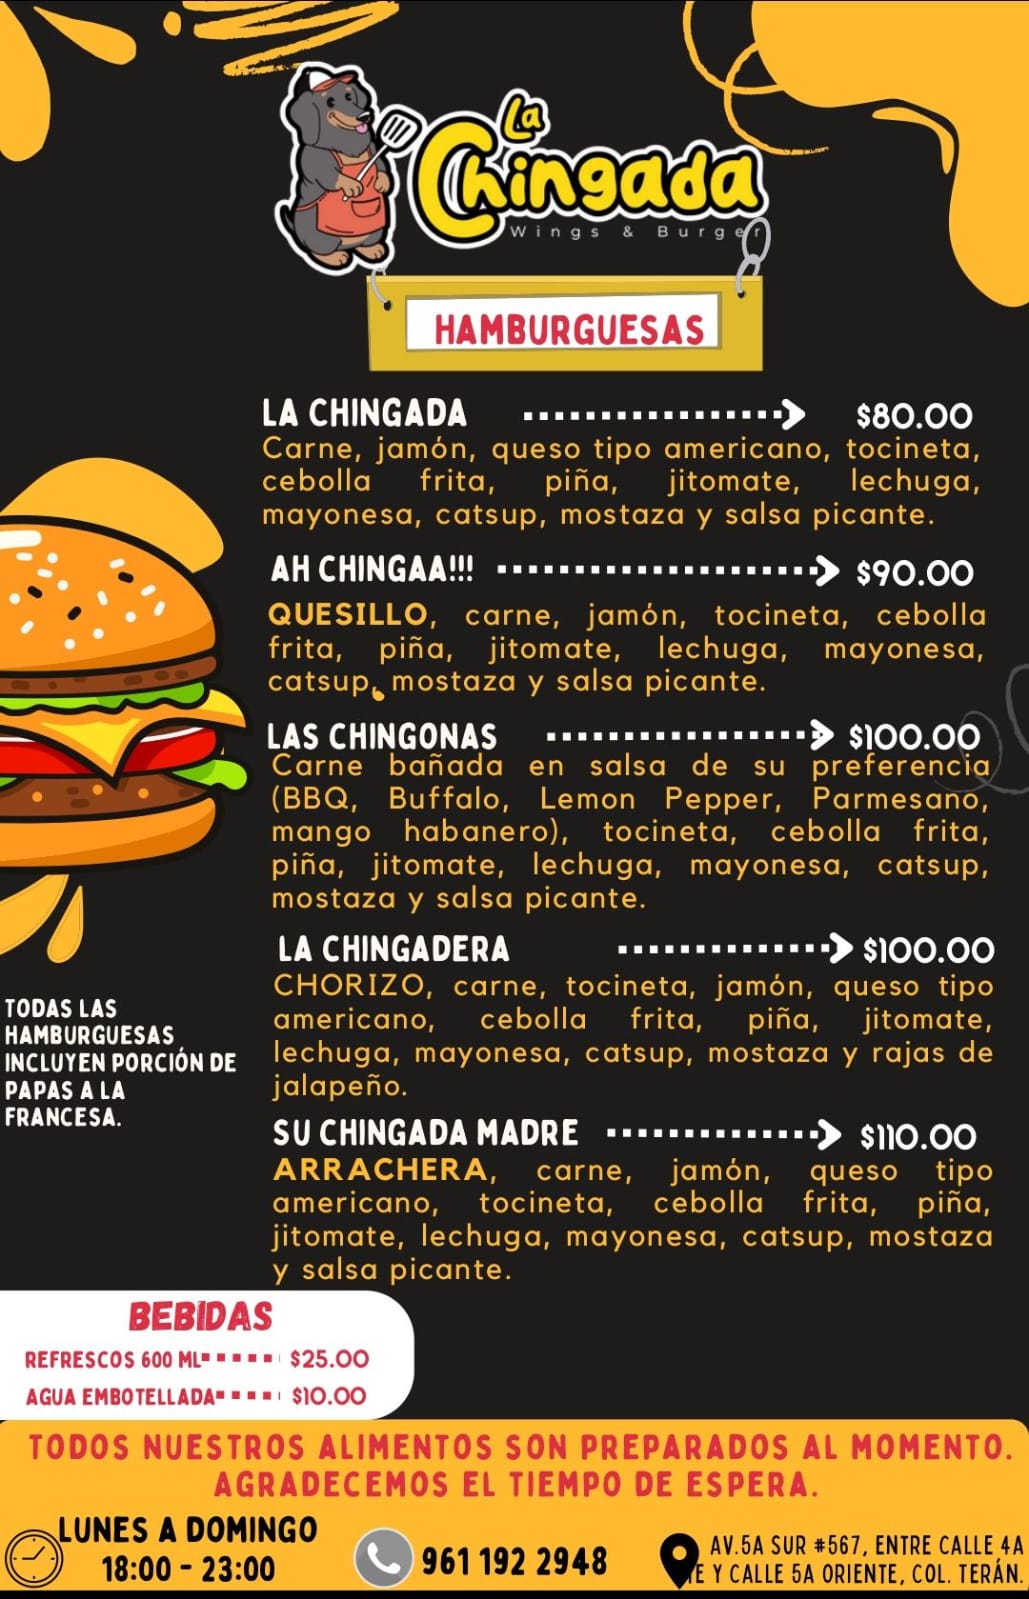 La
Chingada
Wings & Burger
HAMBURGUESAS
LA CHINGADA $80.00
Carne, jamón, queso tipo americano, tocineta,
cebolla frita, piña, jitomate, lechuga,
mayonesa, catsup, mostaza y salsa picante.
AH CHINGAA!!! $90.00
QUESILLO, carne, jamón, tocineta, cebolla
frita, piña, jitomate, lechuga, mayonesa,
catsup, mostaza y salsa picante.
LAS CHINGONAS $100.00
Carne bañada en salsa de su preferencia
(BBQ, Buffalo, Lemon Pepper, Parmesano,
mango habanero), tocineta, cebolla frita,
piña, jitomate, lechuga, mayonesa, catsup,
mostaza y salsa picante.
LA CHINGADERA $100.00
CHORIZO, carne, tocineta, jamón, queso tipo
americano, cebolla frita, piña, jitomate,
lechuga, mayonesa, catsup, mostaza y rajas de
jalapeño.
SU CHINGADA MADRE $110.00
ARRACHERA, carne, jamón, queso tipo
americano, tocineta, cebolla frita, piña,
jitomate, lechuga, mayonesa, catsup, mostaza
y salsa picante.
TODAS LAS
HAMBURGUESAS
INCLUYEN PORCIÓN DE
PAPAS A LA
FRANCESA.
BEBIDAS
REFRESCOS 600 ML $25.00
AGUA EMBOTELLADA $10.00
TODOS NUESTROS ALIMENTOS SON PREPARADOS AL MOMENTO.
AGRADECEMOS EL TIEMPO DE ESPERA.
LUNES A DOMINGO
18:00 - 23:00
961 192 2948
AV.5A SUR #567, ENTRE CALLE 4A
Y CALLE 5A ORIENTE, COL. TERÁN.